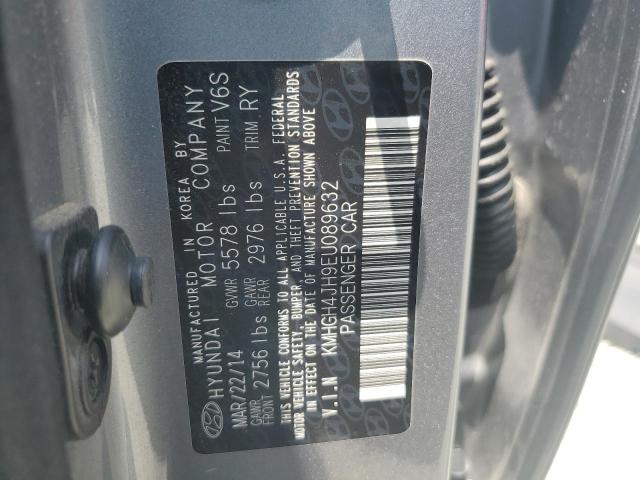 MANUFACTURED IN KOREA BY
HYUNDAI MOTOR COMPANY
MAR/22/14 GVWR 5578 lbs PAINT V6S
GAWR FRONT 2756 lbs GAWR REAR 2976 lbs TRIM RY
THIS VEHICLE CONFORMS TO ALL APPLICABLE U.S.A. FEDERAL
MOTOR VEHICLE SAFETY, BUMPER, AND THEFT PREVENTION STANDARDS
IN EFFECT ON THE DATE OF MANUFACTURE SHOWN ABOVE
V.I.N KMHGH4JH9EU089632
PASSENGER CAR